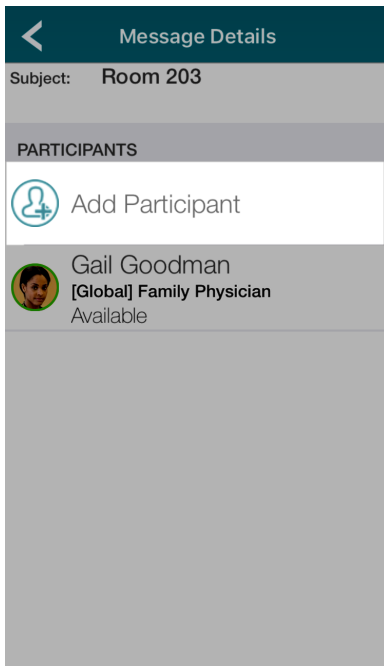 Message Details
Subject: Room 203
PARTICIPANTS
Add Participant
Gail Goodman
[Global] Family Physician
Available